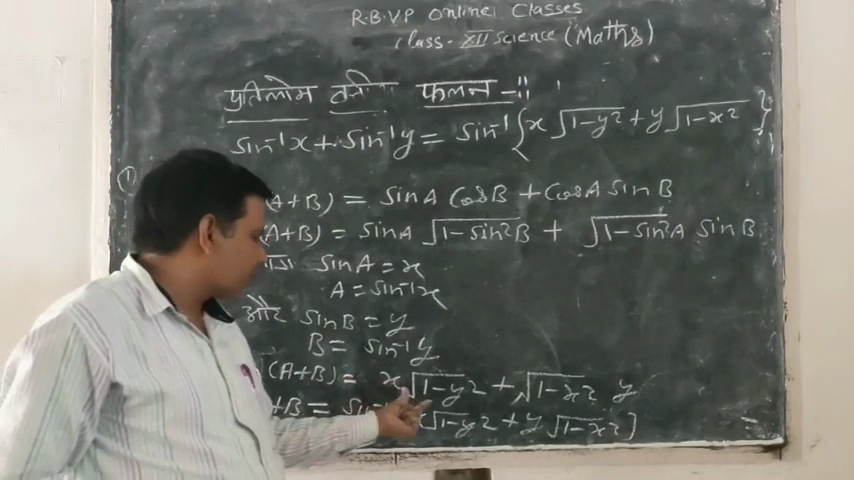 R.B.V.P Online Classes
Class- XII Science (Maths)
प्रतिलोम त्रिकोण फलन -II
sin⁻¹x + sin⁻¹y = sin⁻¹{x √1-y² + y √1-x²}
① A+B) = sinA CosB + CosA sinB
A+B) = sinA √1-sin²B + √1-sin²A sinB
sinA = x
A = sin⁻¹x
और sinB = y
B = sin⁻¹y
(A+B) = x √1-y² + √1-x² y
+B = √1-y² + y √1-x²]